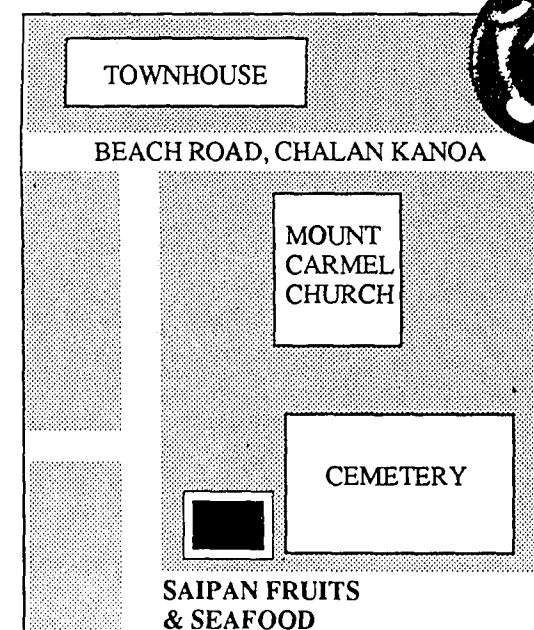 TOWNHOUSE
BEACH ROAD, CHALAN KANOA
MOUNT
CARMEL
CHURCH
CEMETERY
SAIPAN FRUITS
& SEAFOOD